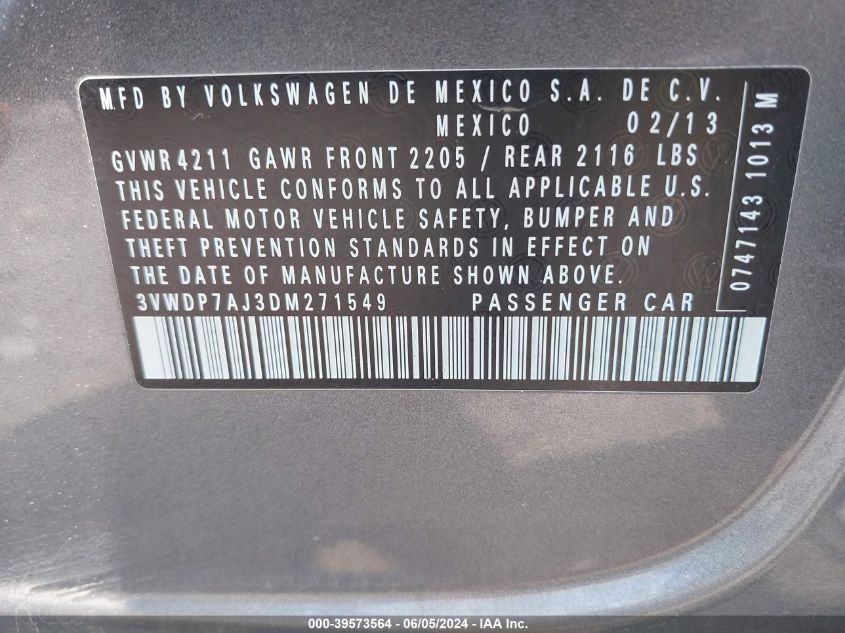 MFD BY VOLKSWAGEN DE MEXICO S.A. DE C.V.
MEXICO 02/13
GVWR 4211 GAWR FRONT 2205 / REAR 2116 LBS
THIS VEHICLE CONFORMS TO ALL APPLICABLE U.S.
FEDERAL MOTOR VEHICLE SAFETY, BUMPER AND
THEFT PREVENTION STANDARDS IN EFFECT ON
THE DATE OF MANUFACTURE SHOWN ABOVE.
3VWDP7AJ3DM271549 PASSENGER CAR
0747143 1013 M
000-39573564 - 06/05/2024 - IAA Inc.